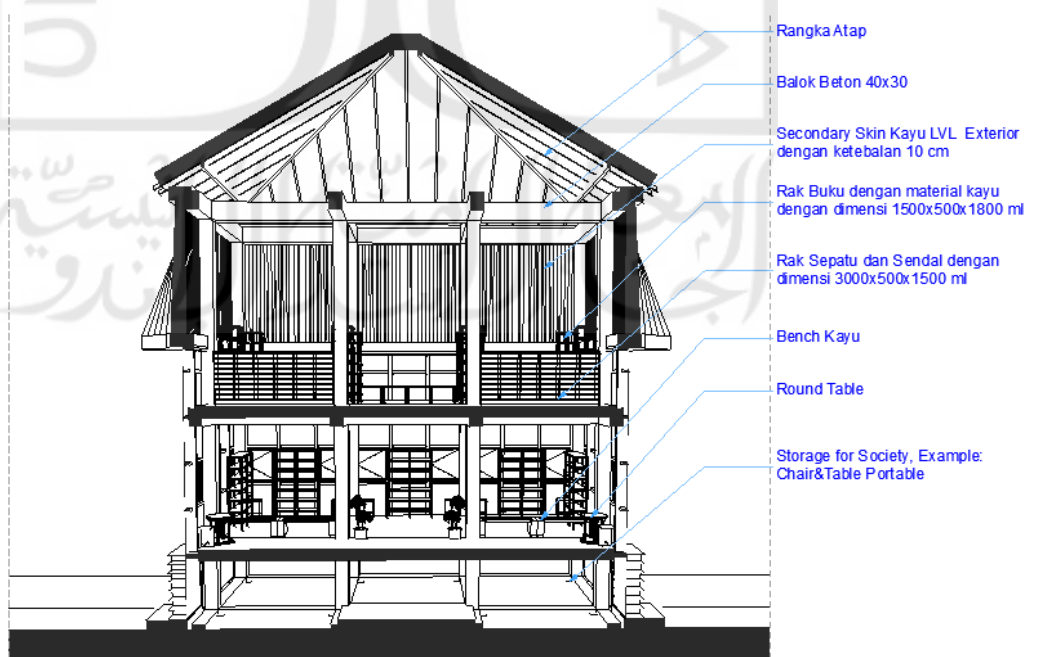 Rangka Atap
Balok Beton 40x30
Secondary Skin Kayu LVL Exterior
dengan ketebalan 10 cm
Rak Buku dengan material kayu
dengan dimensi 1500x500x1800 ml
Rak Sepatu dan Sendal dengan
dimensi 3000x500x1500 ml
Bench Kayu
Round Table
Storage for Society, Example:
Chair&Table Portable